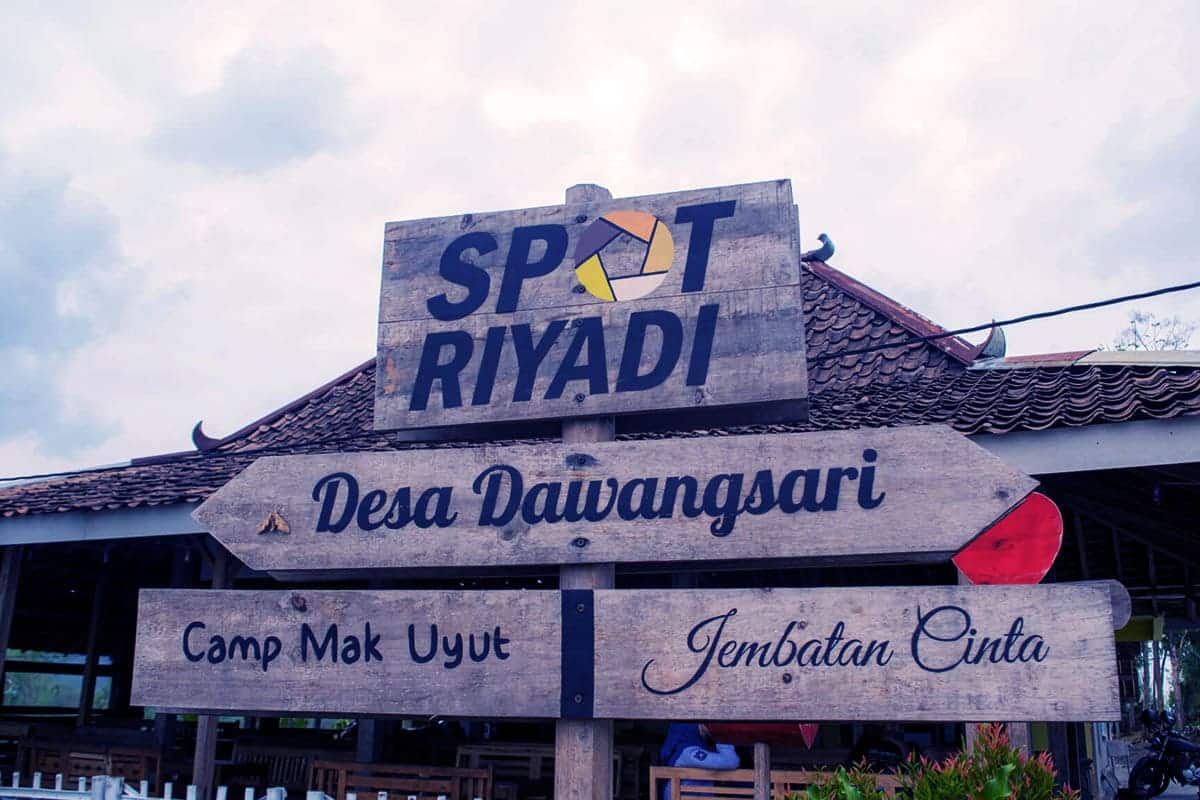 SPOT
RIYADI
Desa Dawangsari
Camp Mak Uyut
Jembatan Cinta